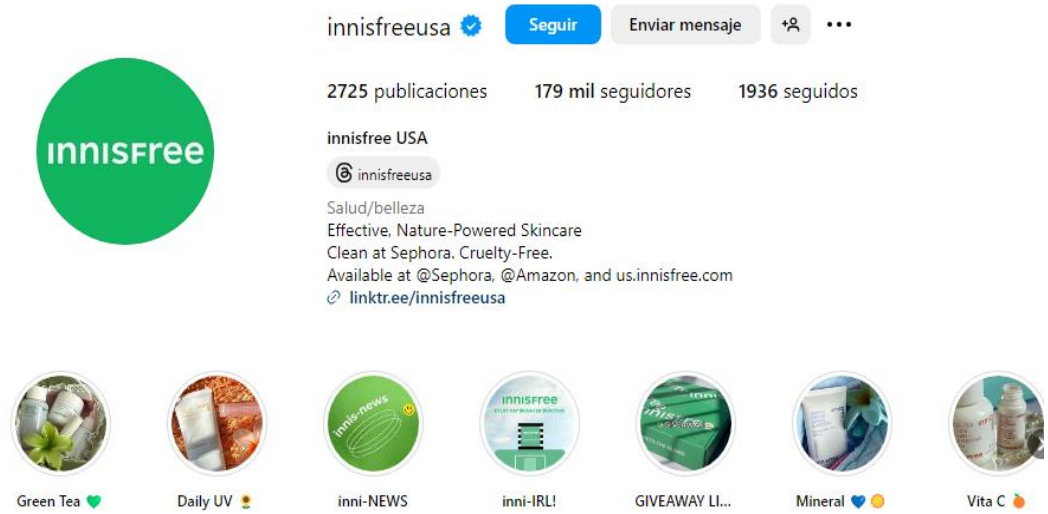 innisfreeusa Seguir Enviar mensaje
2725 publicaciones 179 mil seguidores 1936 seguidos
innisfree
innisfree USA
innisfreeusa
Salud/belleza
Effective, Nature-Powered Skincare
Clean at Sephora. Cruelty-Free.
Available at @Sephora, @Amazon, and us.innisfree.com
linktr.ee/innisfreeusa
innis-news
innisfree
innisfree
Green Tea 💚
Daily UV 🌻
inni-NEWS
inni-IRL!
GIVEAWAY LI...
Mineral 💙🌞
Vita C 🍊